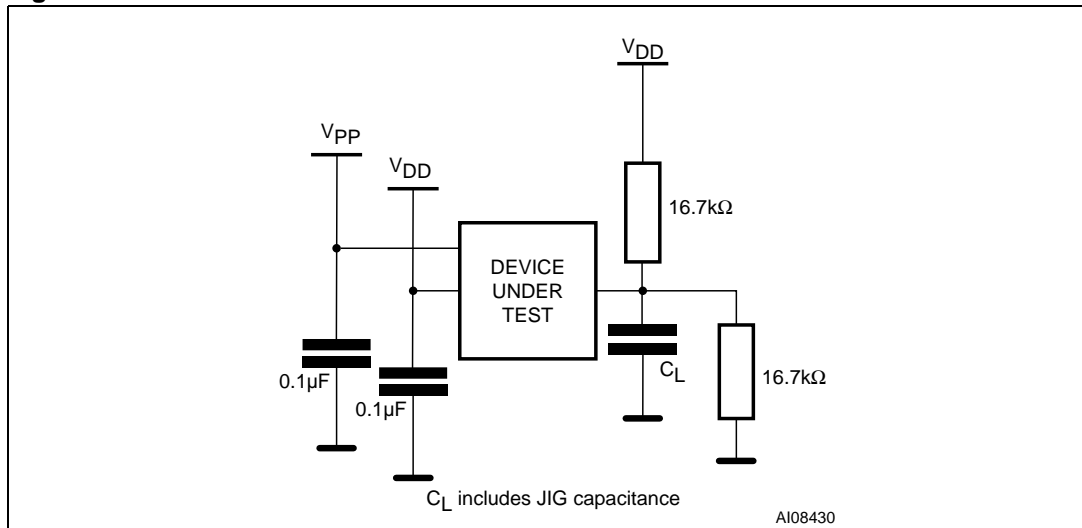 VDD
VPP
VDD
16.7kΩ
DEVICE
UNDER
TEST
0.1µF
0.1µF
CL
16.7kΩ
CL includes JIG capacitance
AI08430